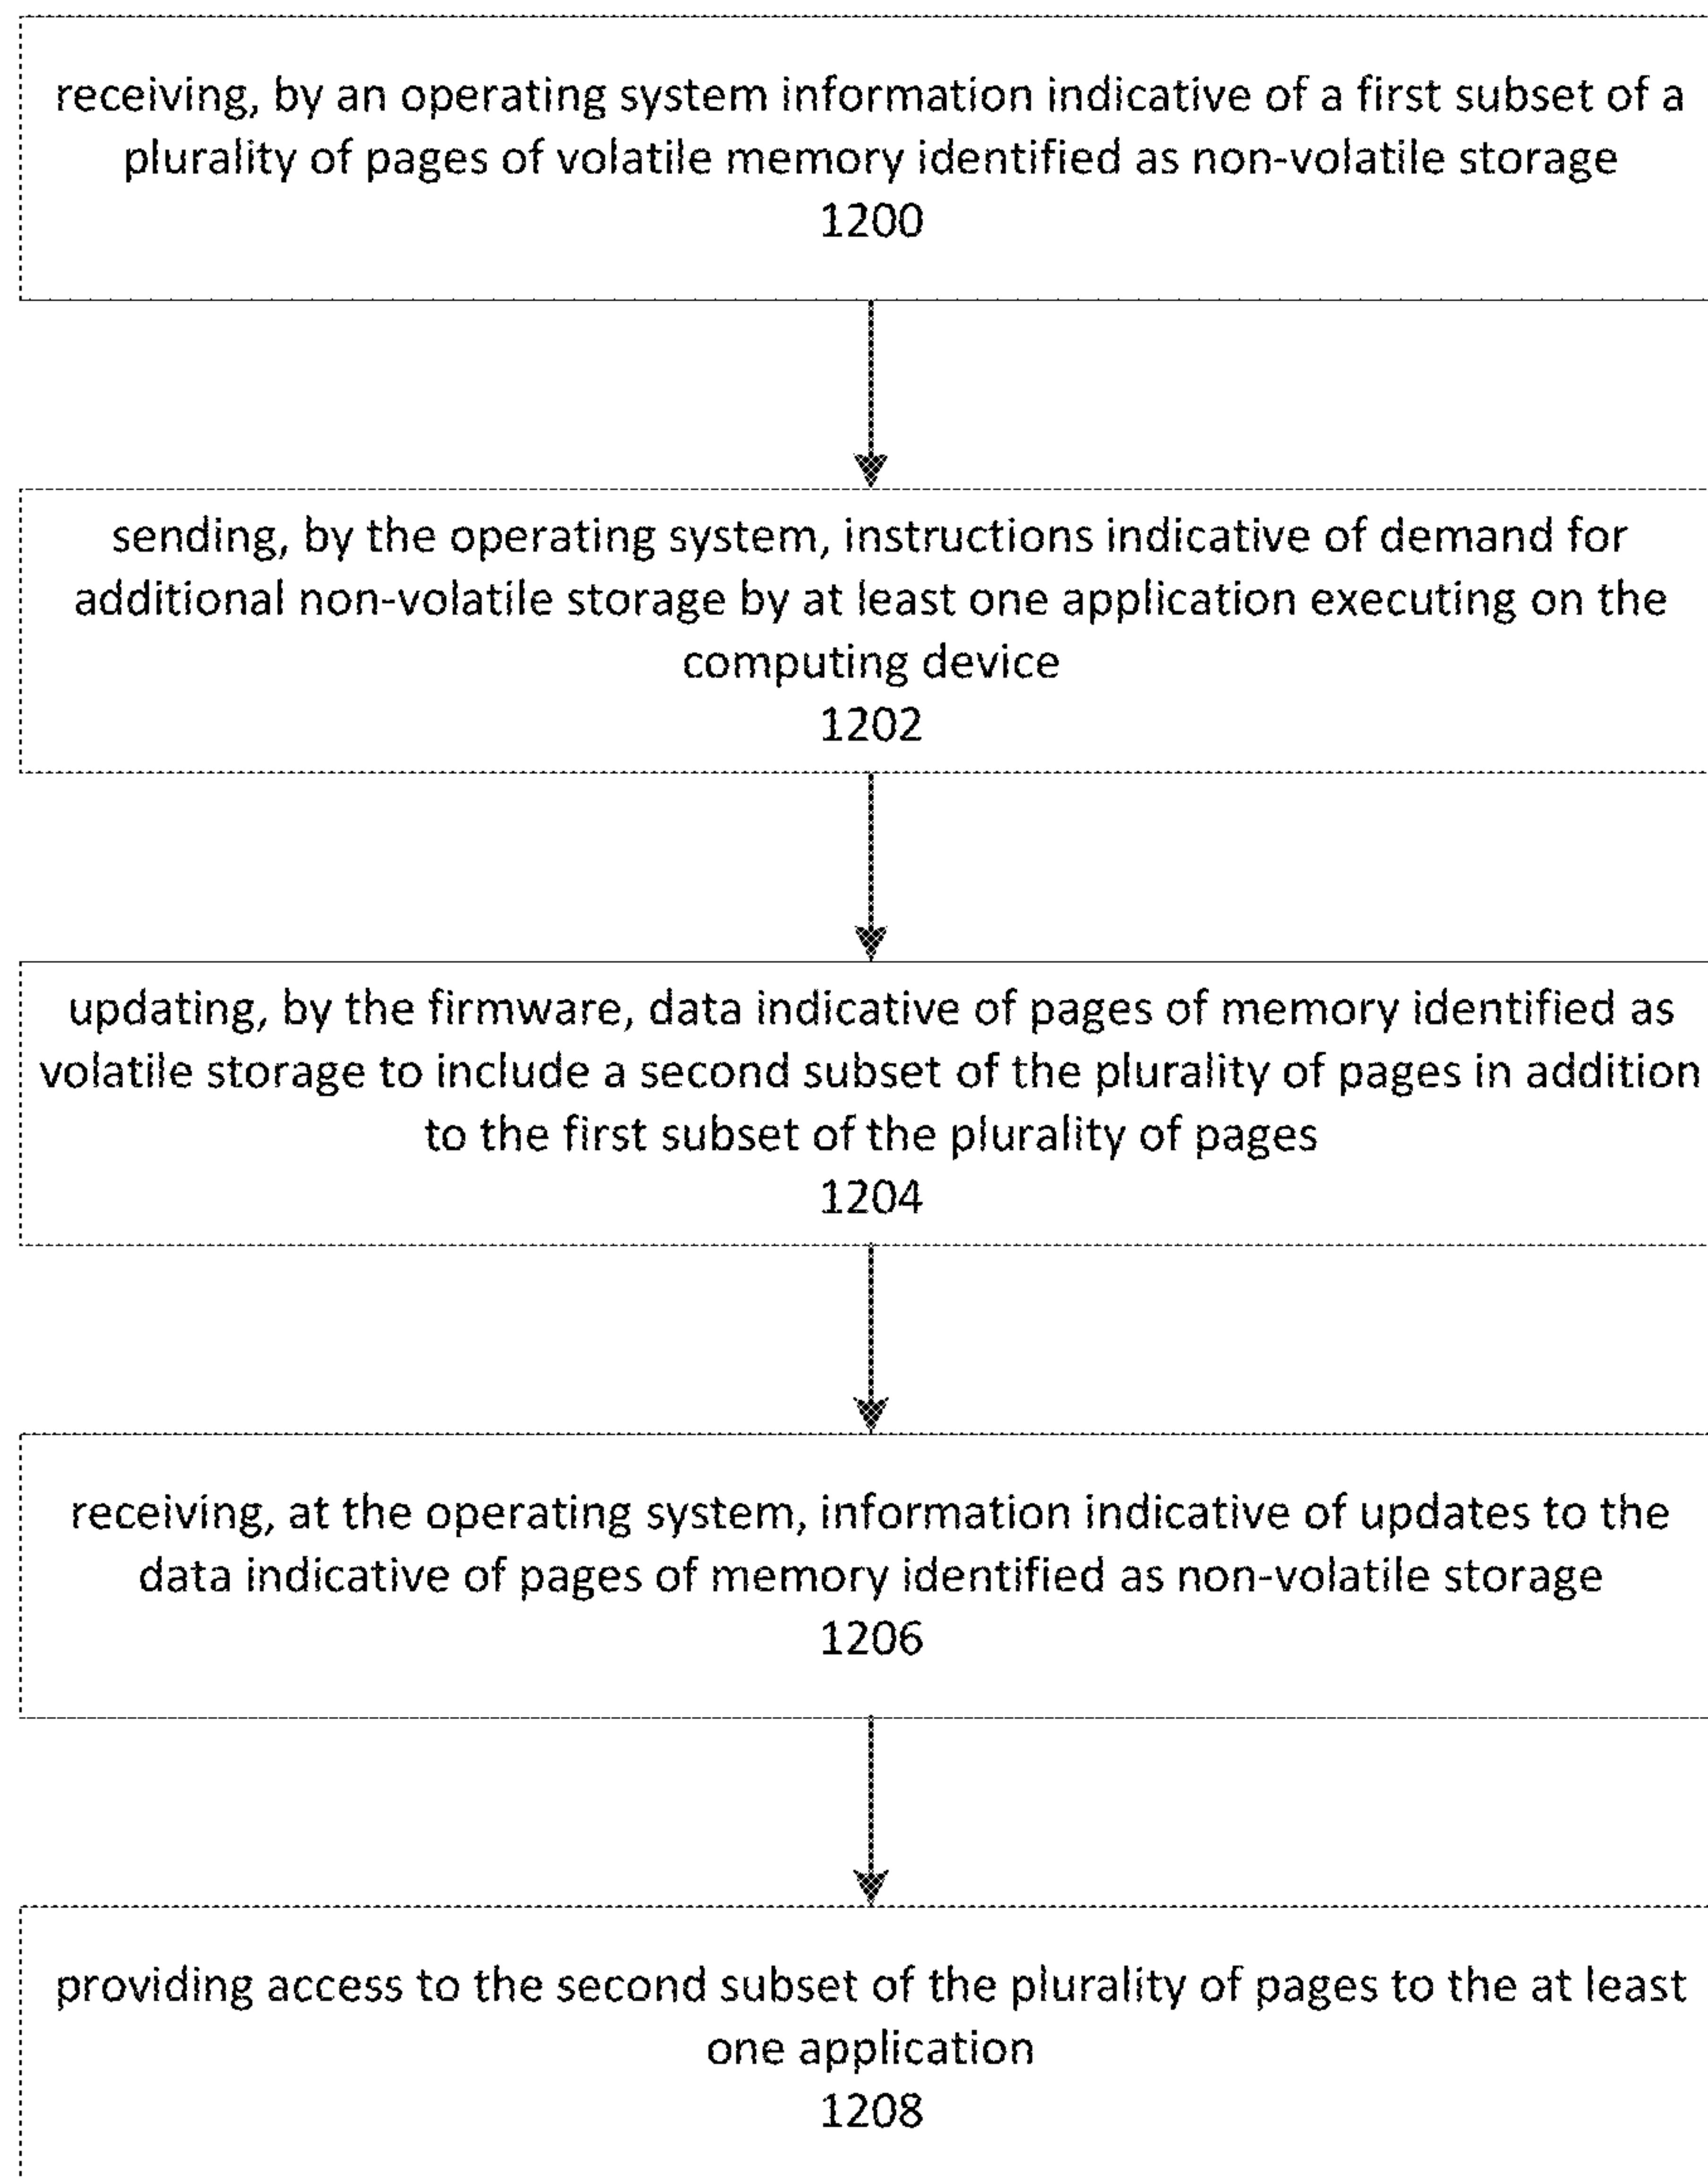 receiving, by an operating system information indicative of a first subset of a
plurality of pages of volatile memory identified as non-volatile storage
1200
sending, by the operating system, instructions indicative of demand for
additional non-volatile storage by at least one application executing on the
computing device
1202
updating, by the firmware, data indicative of pages of memory identified as
volatile storage to include a second subset of the plurality of pages in addition
to the first subset of the plurality of pages
1204
receiving, at the operating system, information indicative of updates to the
data indicative of pages of memory identified as non-volatile storage
1206
providing access to the second subset of the plurality of pages to the at least
one application
1208